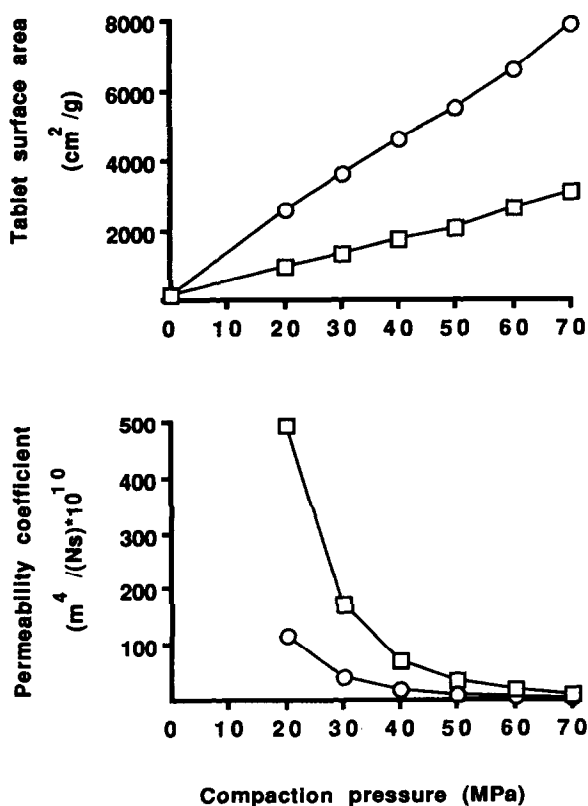 Tablet surface area
(cm2/g)
8000
6000
4000
2000
0 10 20 30 40 50 60 70
Permeability coefficient
(m4/(Ns)*1010
500
400
300
200
100
0 10 20 30 40 50 60 70
Compaction pressure (MPa)